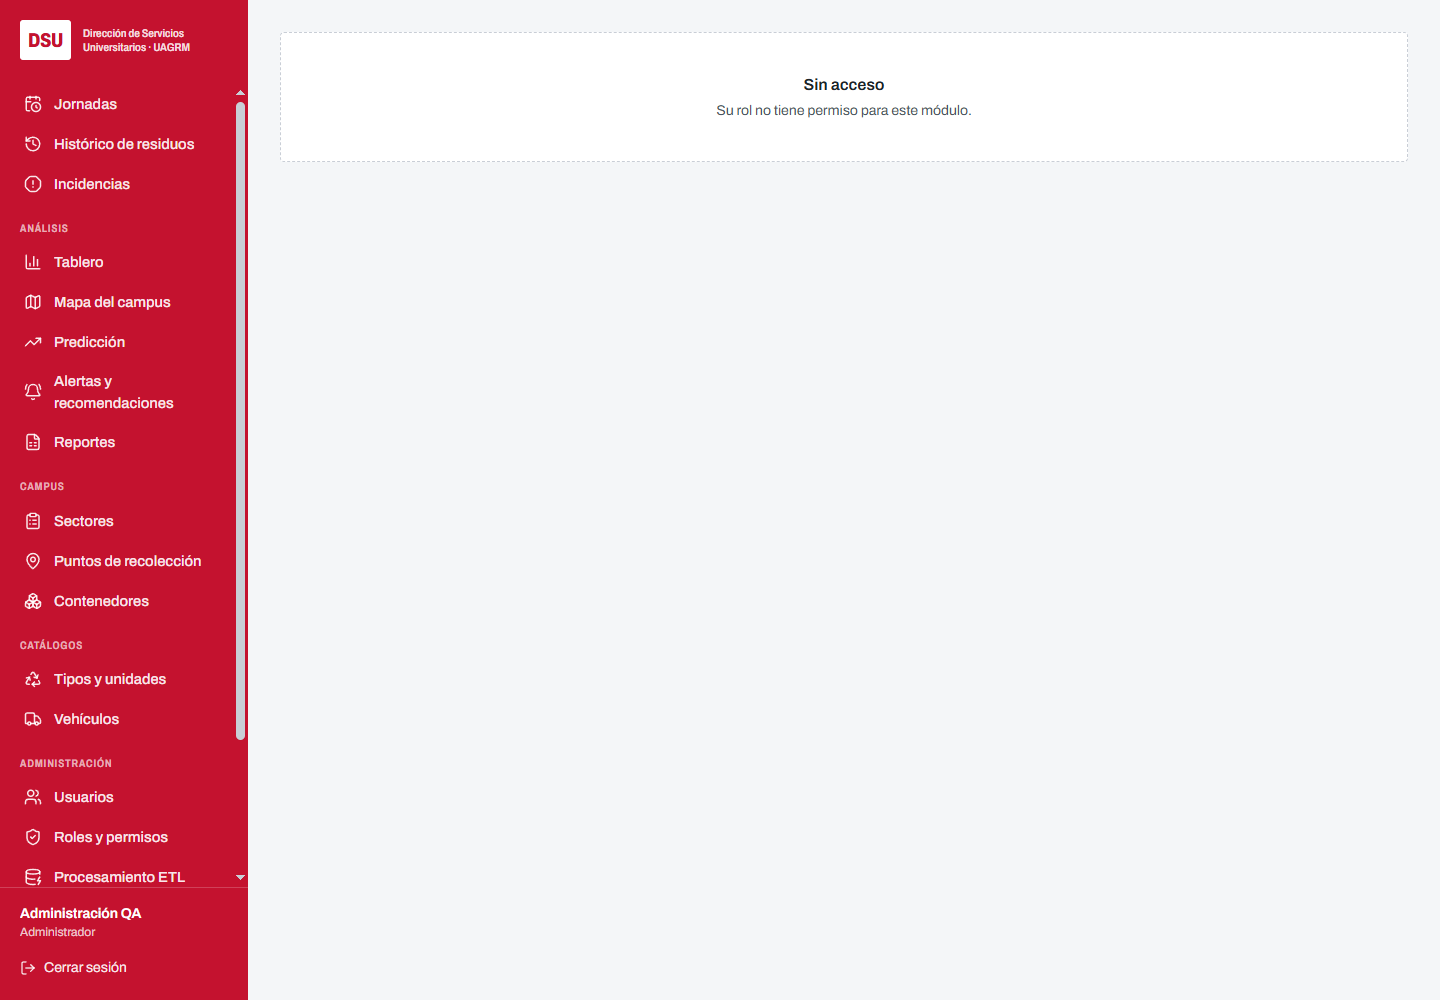 DSU
Dirección de Servicios
Universitarios · UAGRM
Jornadas
Histórico de residuos
Incidencias
ANÁLISIS
Tablero
Mapa del campus
Predicción
Alertas y
recomendaciones
Reportes
CAMPUS
Sectores
Puntos de recolección
Contenedores
CATÁLOGOS
Tipos y unidades
Vehículos
ADMINISTRACIÓN
Usuarios
Roles y permisos
Procesamiento ETL
Administración QA
Administrador
Cerrar sesión
Sin acceso
Su rol no tiene permiso para este módulo.